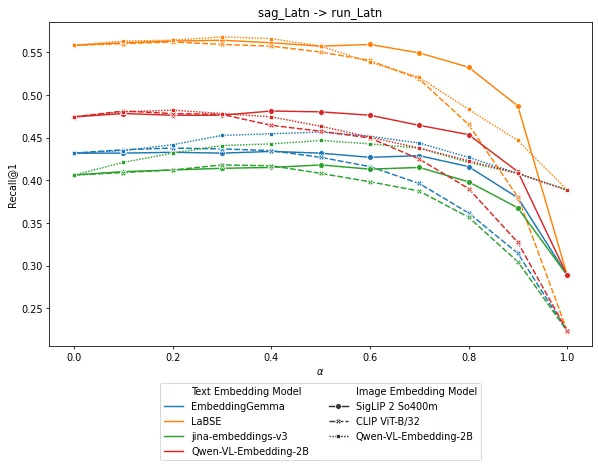 sag_Latn -> run_Latn
Recall@1
0.55
0.50
0.45
0.40
0.35
0.30
0.25
0.0 0.2 0.4 0.6 0.8 1.0
α
Text Embedding Model
EmbeddingGemma
LaBSE
jina-embeddings-v3
Qwen-VL-Embedding-2B
Image Embedding Model
SigLIP 2 So400m
CLIP ViT-B/32
Qwen-VL-Embedding-2B